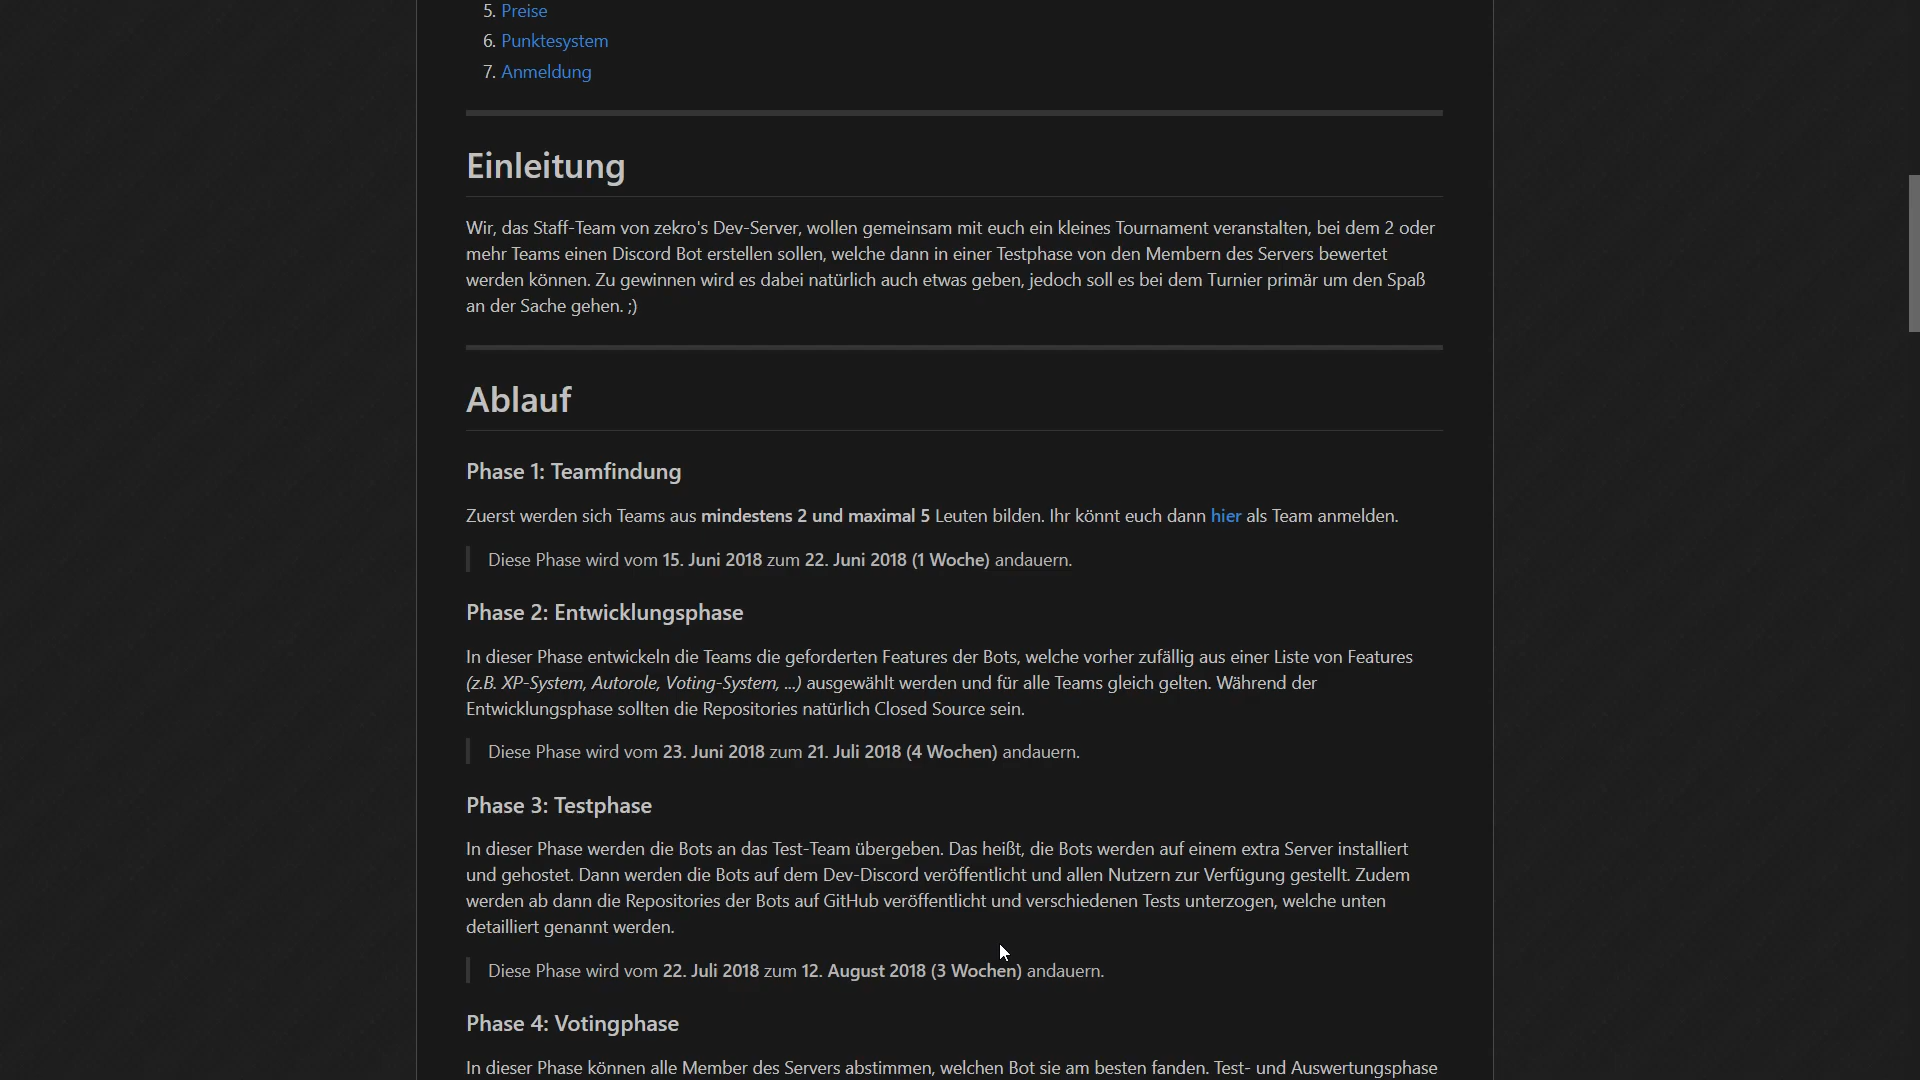 5. Preise
6. Punktesystem
7. Anmeldung
Einleitung
Wir, das Staff-Team von zekro's Dev-Server, wollen gemeinsam mit euch ein kleines Tournament veranstalten, bei dem 2 oder
mehr Teams einen Discord Bot erstellen sollen, welche dann in einer Testphase von den Membern des Servers bewertet
werden können. Zu gewinnen wird es dabei natürlich auch etwas geben, jedoch soll es bei dem Turnier primär um den Spaß
an der Sache gehen. ;)
Ablauf
Phase 1: Teamfindung
Zuerst werden sich Teams aus mindestens 2 und maximal 5 Leuten bilden. Ihr könnt euch dann hier als Team anmelden.
Diese Phase wird vom 15. Juni 2018 zum 22. Juni 2018 (1 Woche) andauern.
Phase 2: Entwicklungsphase
In dieser Phase entwickeln die Teams die geforderten Features der Bots, welche vorher zufällig aus einer Liste von Features
(z.B. XP-System, Autorole, Voting-System, ...) ausgewählt werden und für alle Teams gleich gelten. Während der
Entwicklungsphase sollten die Repositories natürlich Closed Source sein.
Diese Phase wird vom 23. Juni 2018 zum 21. Juli 2018 (4 Wochen) andauern.
Phase 3: Testphase
In dieser Phase werden die Bots an das Test-Team übergeben. Das heißt, die Bots werden auf einem extra Server installiert
und gehostet. Dann werden die Bots auf dem Dev-Discord veröffentlicht und allen Nutzern zur Verfügung gestellt. Zudem
werden ab dann die Repositories der Bots auf GitHub veröffentlicht und verschiedenen Tests unterzogen, welche unten
detailliert genannt werden.
Diese Phase wird vom 22. Juli 2018 zum 12. August 2018 (3 Wochen) andauern.
Phase 4: Votingphase
In dieser Phase können alle Member des Servers abstimmen, welchen Bot sie am besten fanden. Test- und Auswertungsphase